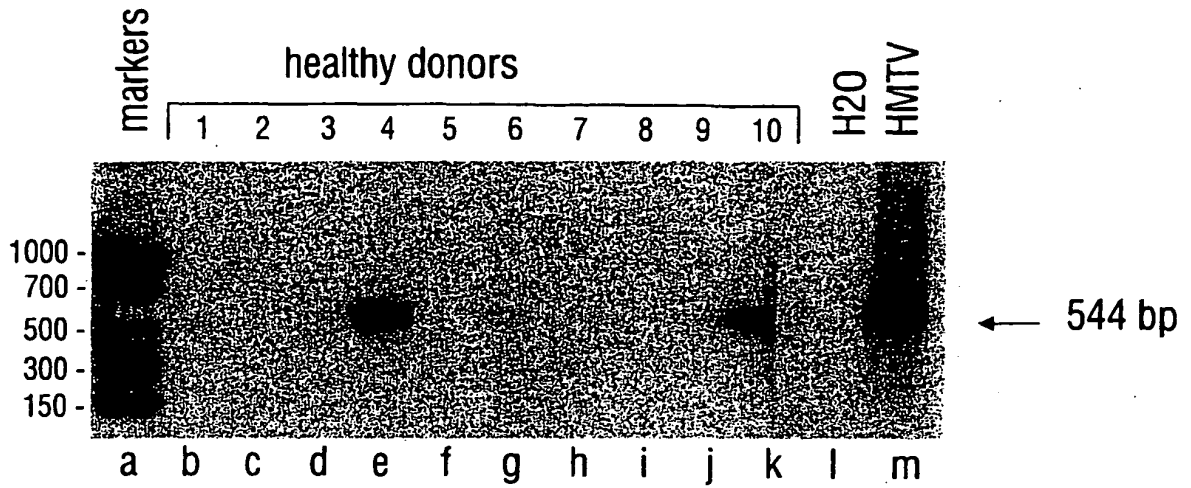 markers
healthy donors
H2O
HMTV
1 2 3 4 5 6 7 8 9 10
1000 -
700 -
500 -
300 -
150 -
544 bp
a b c d e f g h i j k l m